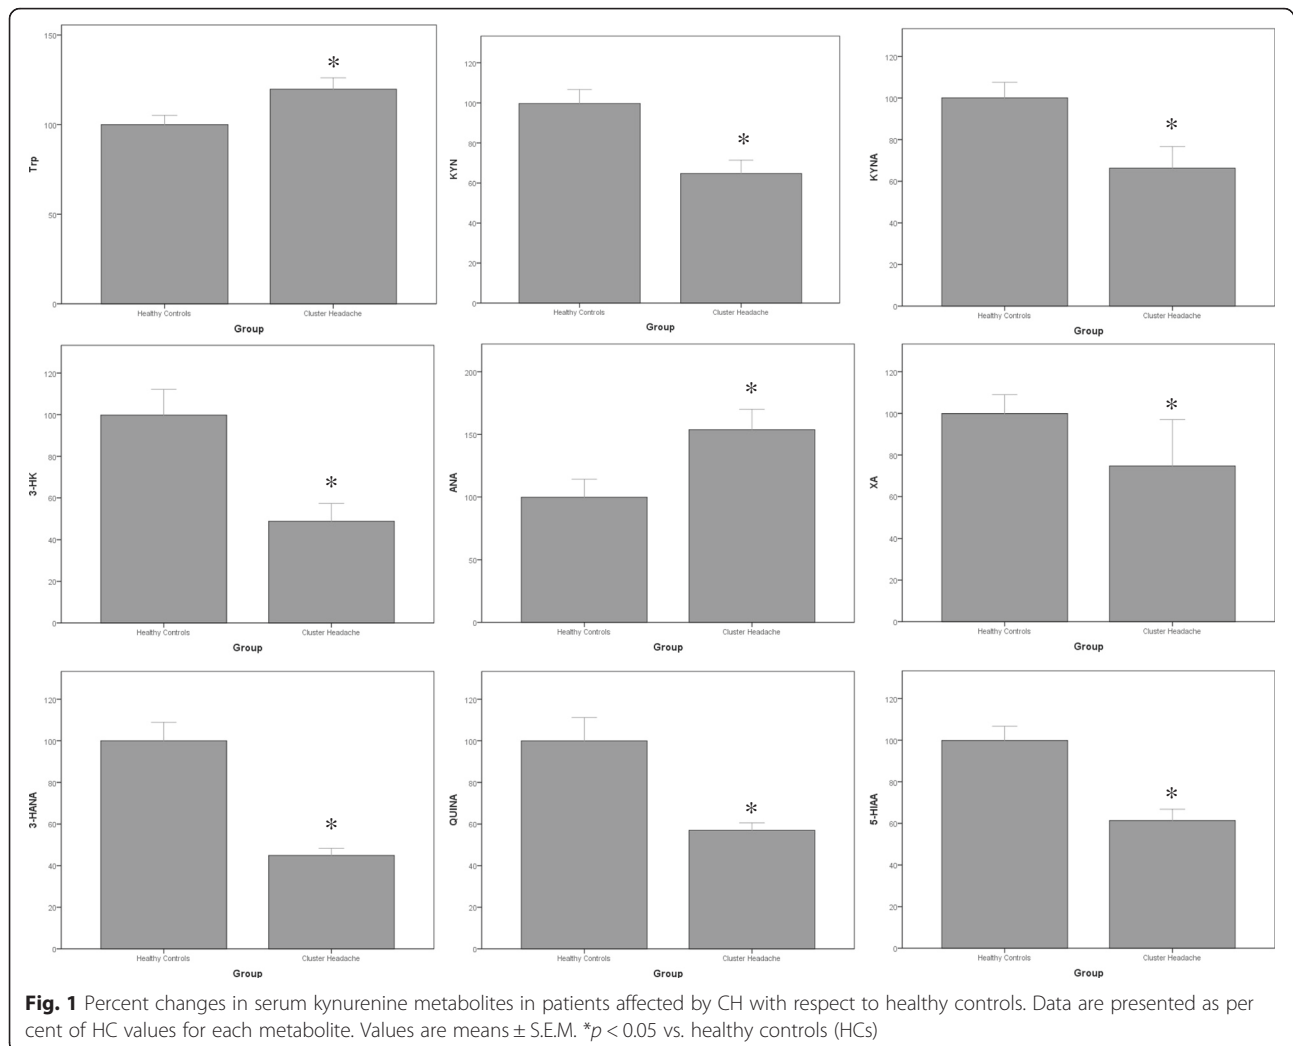 150
100
50
0
Trp
*
Healthy Controls Cluster Headache
Group
120
100
80
60
40
20
0
KYN
*
Healthy Controls Cluster Headache
Group
120
100
80
60
40
20
0
KYNA
*
Healthy Controls Cluster Headache
Group
120
100
80
60
40
20
0
3-HK
*
Healthy Controls Cluster Headache
Group
200
150
100
50
0
ANA
*
Healthy Controls Cluster Headache
Group
120
100
80
60
40
20
0
XA
*
Healthy Controls Cluster Headache
Group
120
100
80
60
40
20
0
3-HANA
*
Healthy Controls Cluster Headache
Group
120
100
80
60
40
20
0
QUINA
*
Healthy Controls Cluster Headache
Group
120
100
80
60
40
20
0
5-HIAA
*
Healthy Controls Cluster Headache
Group
Fig. 1 Percent changes in serum kynurenine metabolites in patients affected by CH with respect to healthy controls. Data are presented as per
cent of HC values for each metabolite. Values are means ± S.E.M. *p < 0.05 vs. healthy controls (HCs)